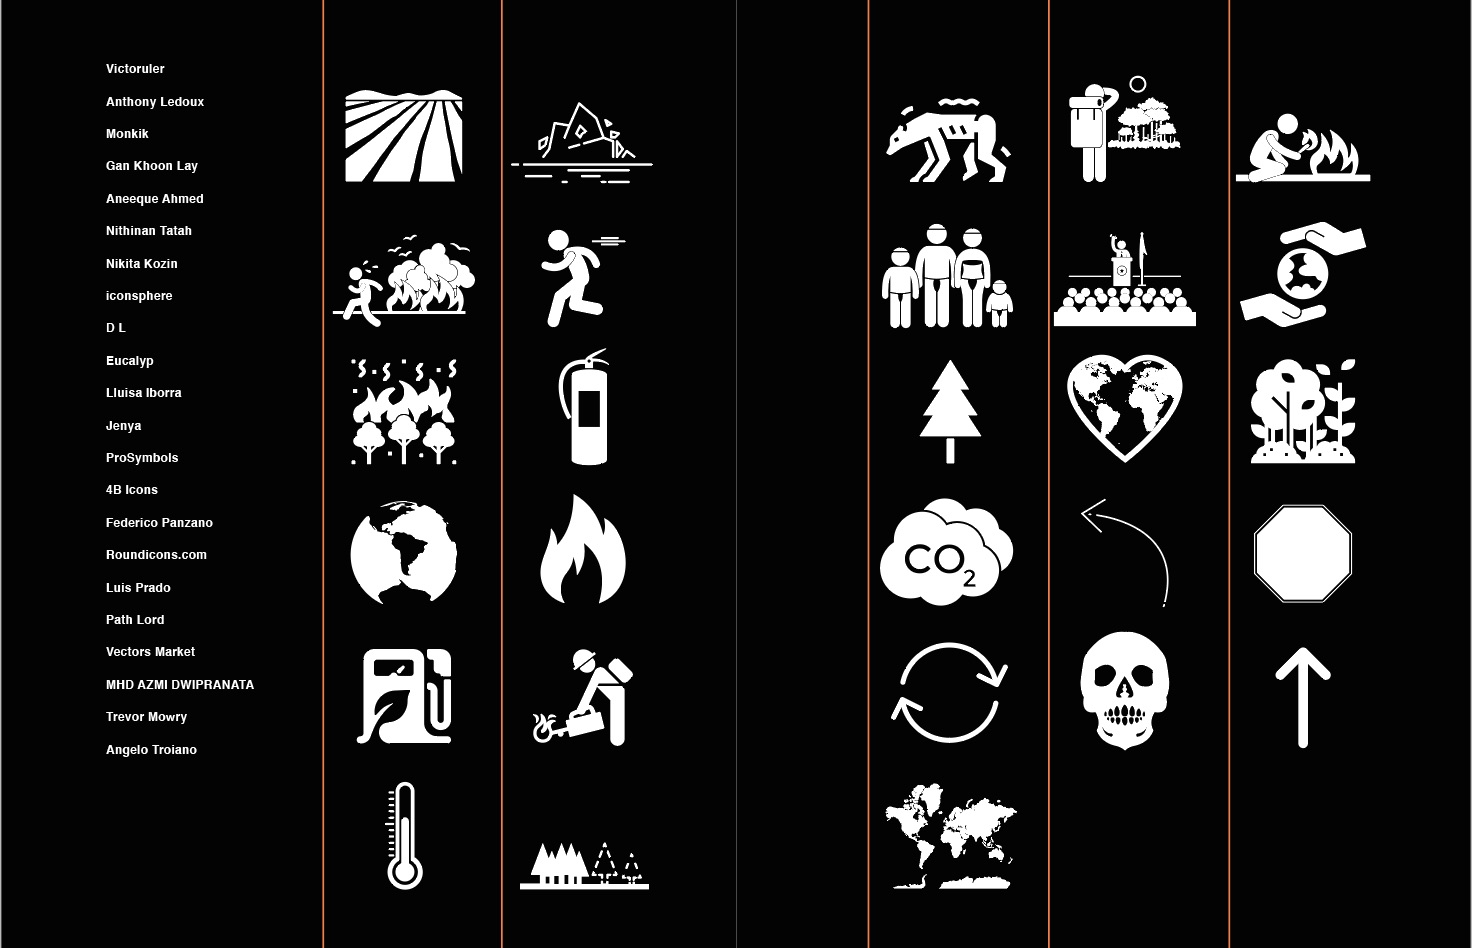 Victoruler
Anthony Ledoux
Monkik
Gan Khoon Lay
Aneeque Ahmed
Nithinan Tatah
Nikita Kozin
iconsphere
D L
Eucalyp
Lluisa Iborra
Jenya
ProSymbols
4B Icons
Federico Panzano
Roundicons.com
Luis Prado
Path Lord
Vectors Market
MHD AZMI DWIPRANATA
Trevor Mowry
Angelo Troiano
CO2